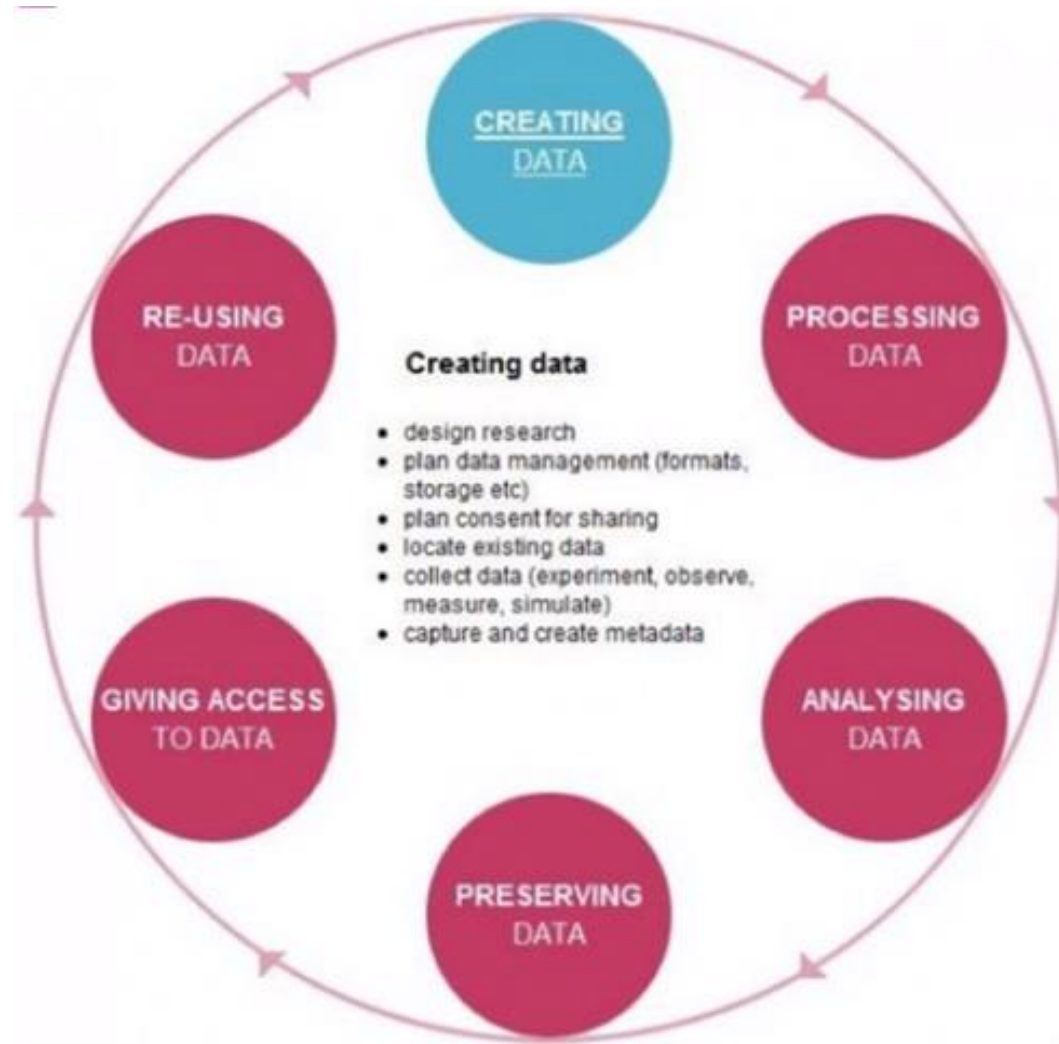 CREATING
DATA
PROCESSING
DATA
ANALYSING
DATA
PRESERVING
DATA
GIVING ACCESS
TO DATA
RE-USING
DATA
Creating data
• design research
• plan data management (formats,
storage etc)
• plan consent for sharing
• locate existing data
• collect data (experiment, observe,
measure, simulate)
• capture and create metadata